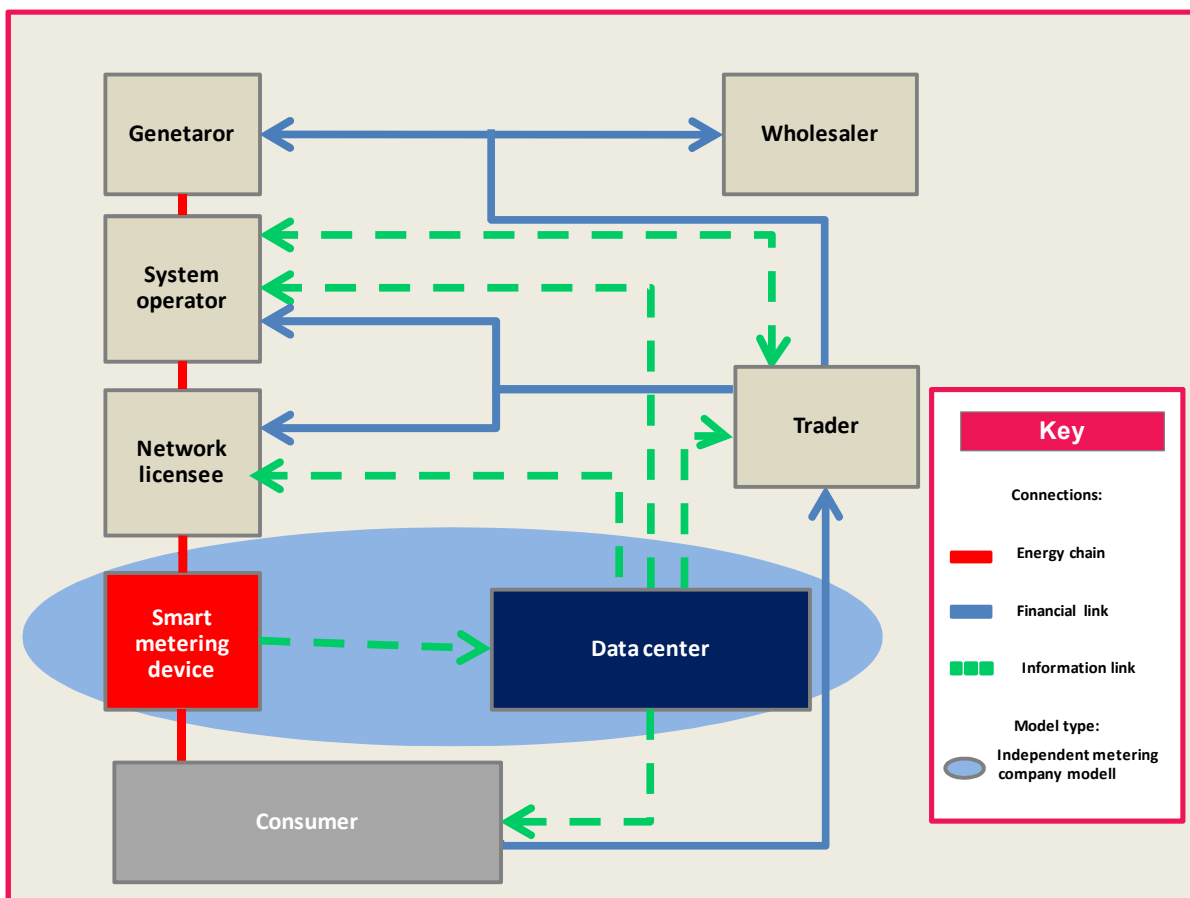 Genetaror
Wholesaler
System
operator
Trader
Network
licensee
Smart
metering
device
Data center
Consumer
Key
Connections:
Energy chain
Financial link
Information link
Model type:
Independent metering
company modell